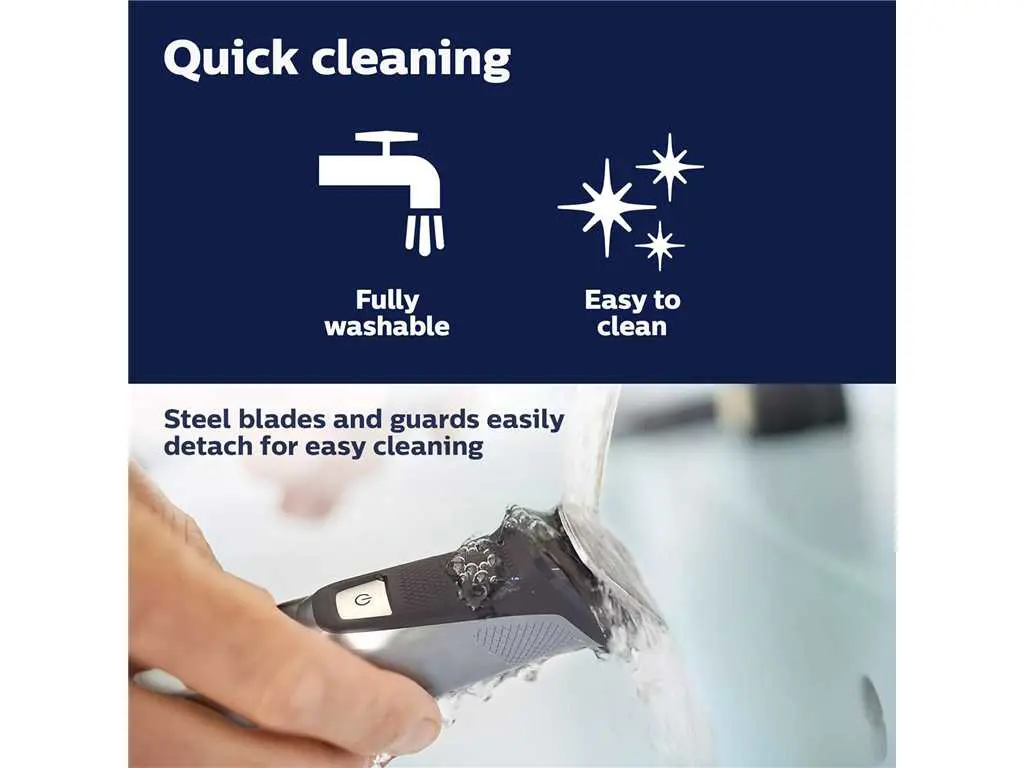 Quick cleaning
Fully
washable
Easy to
clean
Steel blades and guards easily
detach for easy cleaning